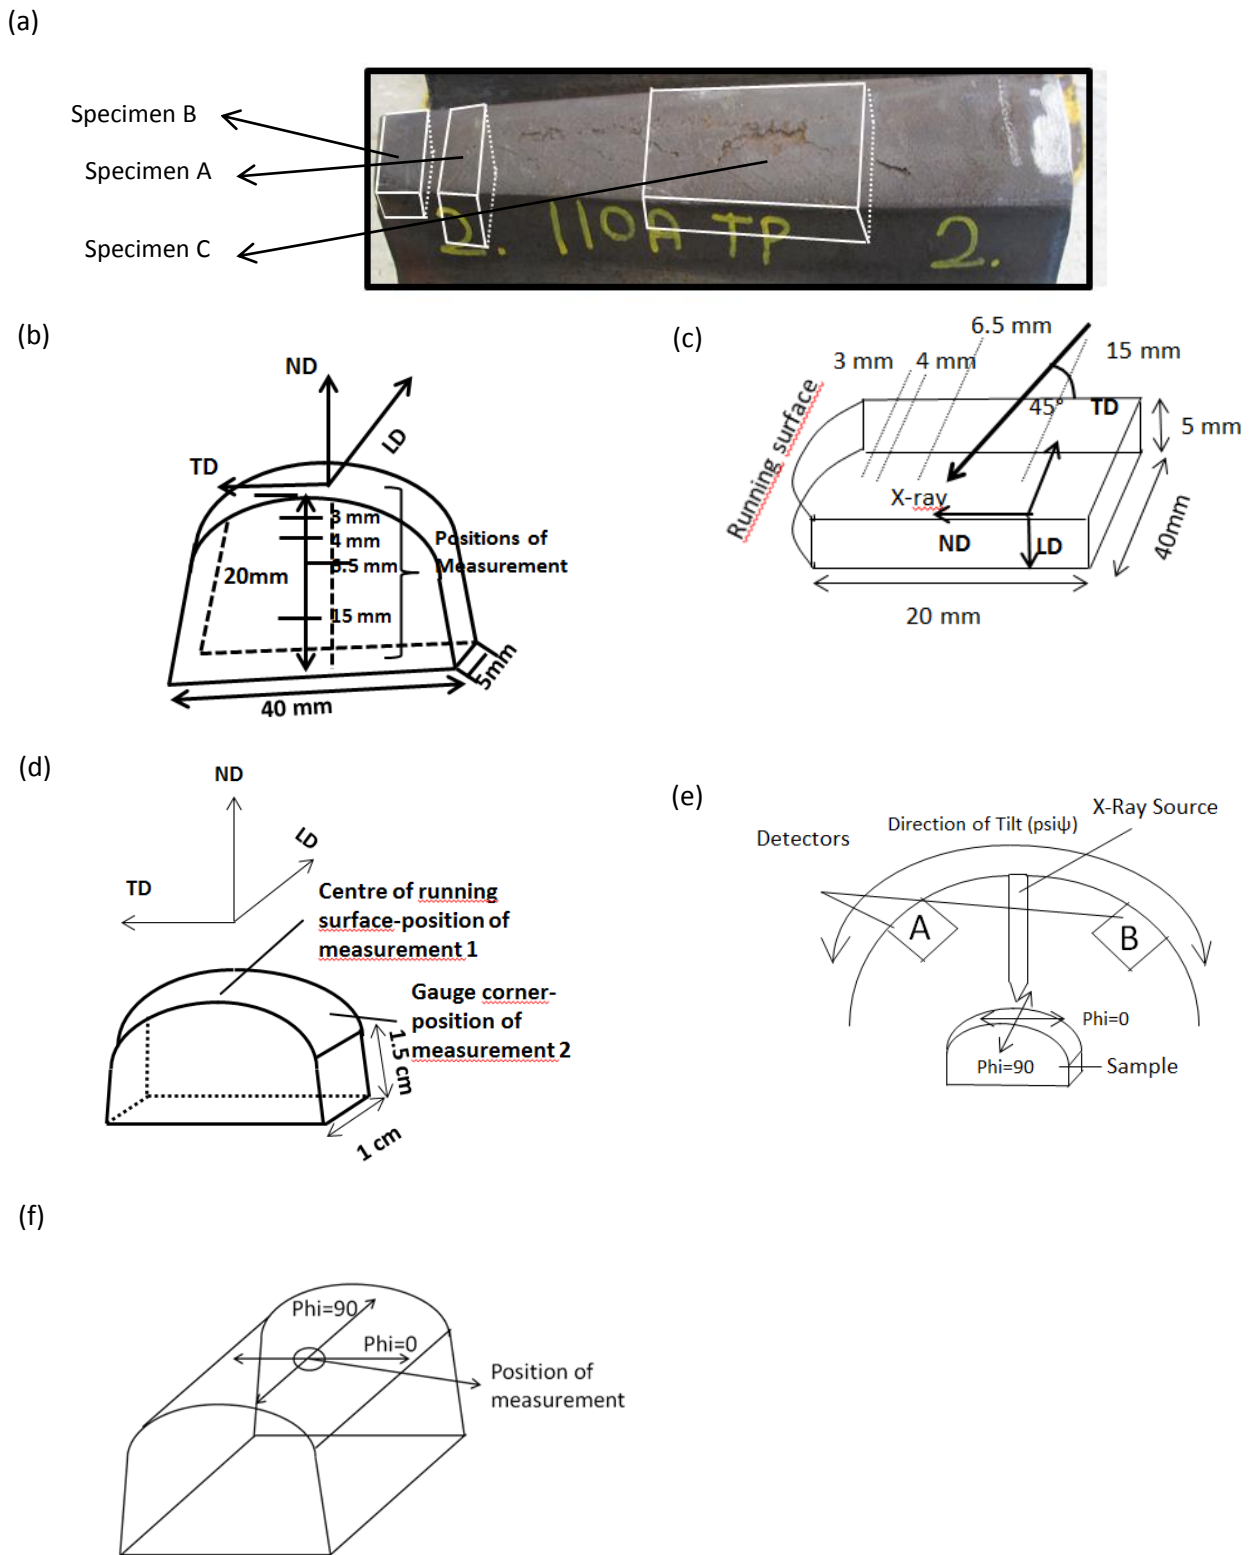 (a)
Specimen B
Specimen A
Specimen C
2. 110A TP 2.
(b)
ND
LD
TD
3 mm
4 mm
6.5 mm
15 mm
20mm
Positions of
Measurement
5mm
40 mm
(c)
6.5 mm
3 mm
4 mm
15 mm
45°
TD
5 mm
Running surface
X-ray
ND
LD
40mm
20 mm
(d)
ND
LD
TD
Centre of running
surface-position of
measurement 1
Gauge corner-
position of
measurement 2
1.5 cm
1 cm
(e)
X-Ray Source
Direction of Tilt (psiψ)
Detectors
A
B
Phi=0
Phi=90
Sample
(f)
Phi=90
Phi=0
Position of
measurement